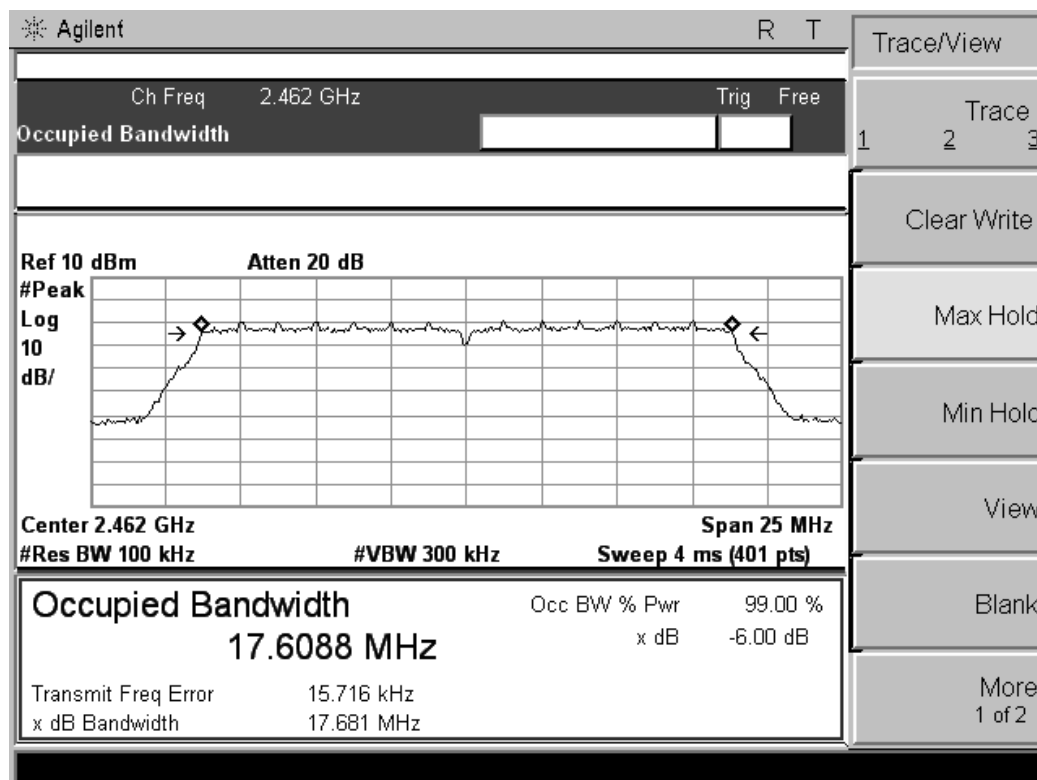 Agilent R T
Trace/View
Ch Freq 2.462 GHz Trig Free
Occupied Bandwidth
Trace
1 2 3
Clear Write
Ref 10 dBm Atten 20 dB
#Peak
Log
10
dB/
Max Hold
Min Hold
View
Center 2.462 GHz Span 25 MHz
#Res BW 100 kHz #VBW 300 kHz Sweep 4 ms (401 pts)
Occupied Bandwidth
17.6088 MHz
Occ BW % Pwr 99.00 %
x dB -6.00 dB
Transmit Freq Error 15.716 kHz
x dB Bandwidth 17.681 MHz
Blank
More
1 of 2